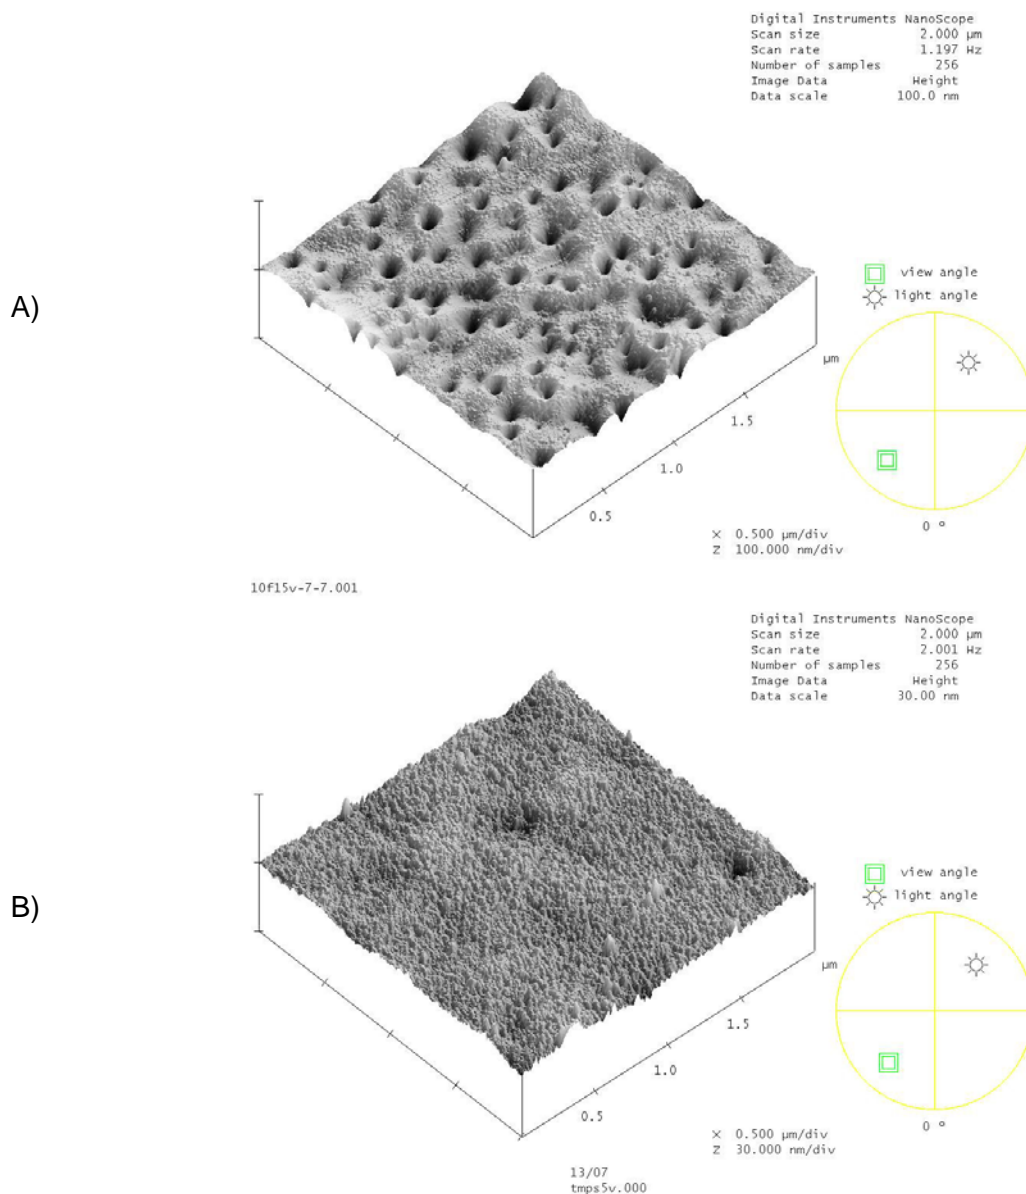 Digital Instruments NanoScope
Scan size 2.000 µm
Scan rate 1.197 Hz
Number of samples 256
Image Data Height
Data scale 100.0 nm
A)
view angle
light angle
µm
1.5
1.0
0.5
0 º
X 0.500 µm/div
Z 100.000 nm/div
10f15v-7-7.001
Digital Instruments NanoScope
Scan size 2.000 µm
Scan rate 2.001 Hz
Number of samples 256
Image Data Height
Data scale 30.00 nm
B)
view angle
light angle
µm
1.5
1.0
0.5
0 º
X 0.500 µm/div
Z 30.000 nm/div
13/07
tmps5v.000